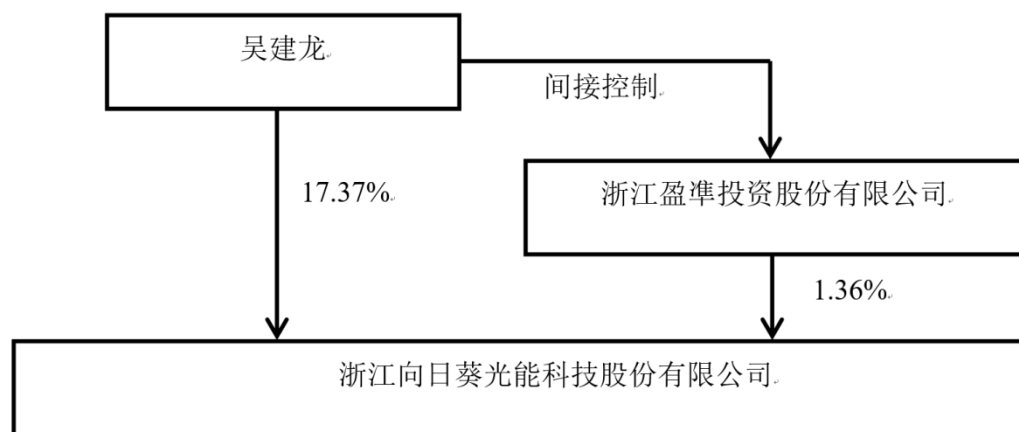 吴建龙
间接控制
17.37%
浙江盈凖投资股份有限公司
1.36%
浙江向日葵光能科技股份有限公司